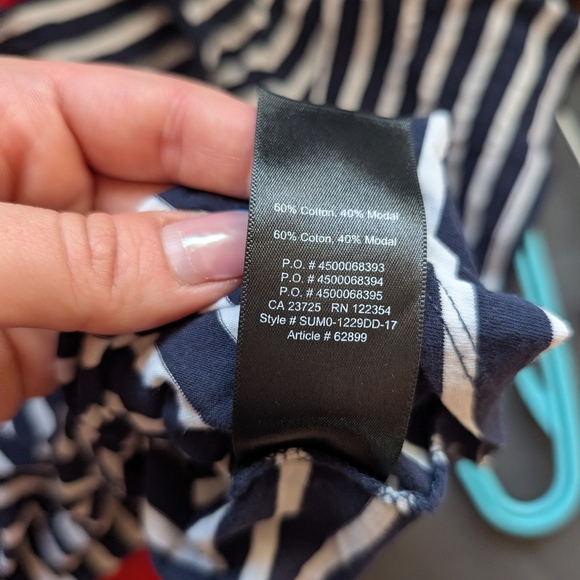 60% Cotton, 40% Modal
60% Coton, 40% Modal
P.O. # 4500068393
P.O. # 4500068394
P.O. # 4500068395
CA 23725 RN 122354
Style # SUM0-1229DD-17
Article # 62899